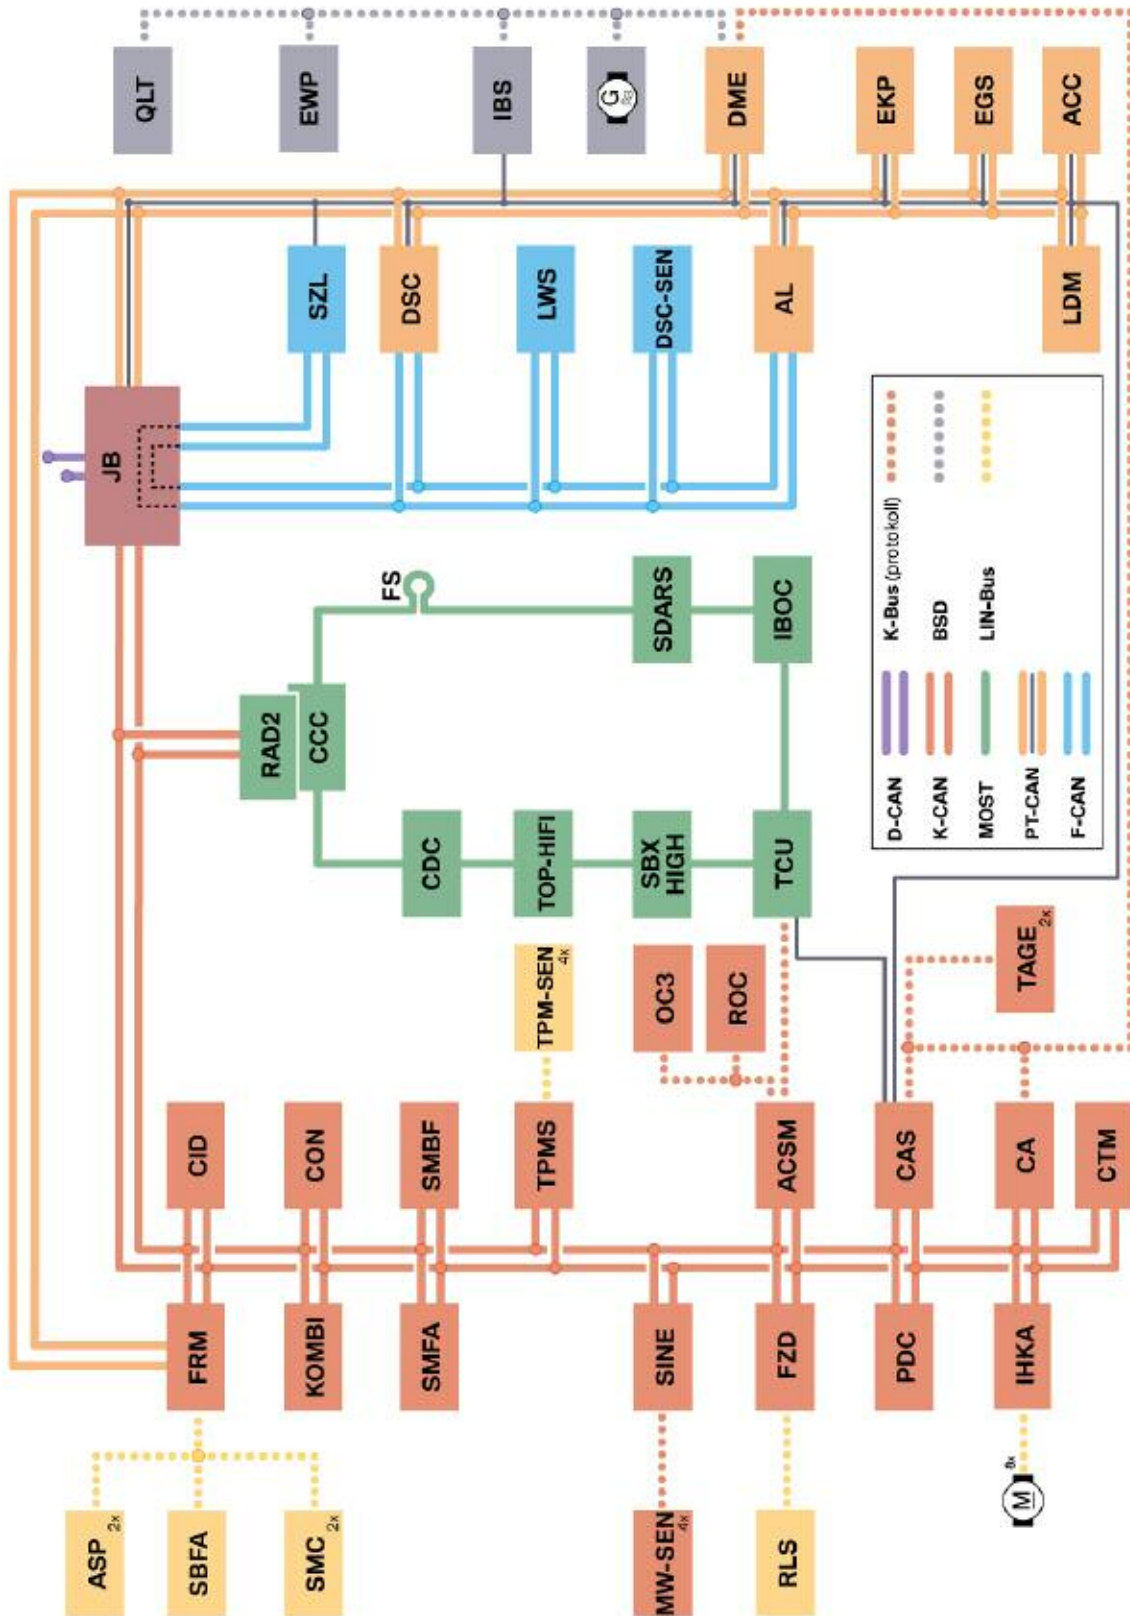 QLT
EWP
IBS
G
DME
EKP
EGS
ACC
JB
SZL
DSC
LWS
DSC-SEN
AL
LDM
FS
SDARS
IBOC
RAD2
CCC
CDC
TOP-HIFI
SBX
HIGH
TCU
D-CAN
K-CAN
MOST
PT-CAN
F-CAN
K-Bus (protokoll)
BSD
LIN-Bus
TPM-SEN
4x
OC3
ROC
TAGE
2x
CID
CON
SMBF
TPMS
ACSM
CAS
CA
CTM
FRM
KOMBI
SMFA
SINE
FZD
PDC
IHKA
ASP
2x
SBFA
SMC
2x
MW-SEN
4x
RLS
M
8x